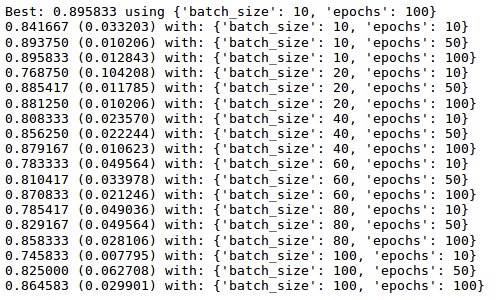 Best: 0.895833 using {'batch_size': 10, 'epochs': 100}
0.841667 (0.033203) with: {'batch_size': 10, 'epochs': 10}
0.893750 (0.010206) with: {'batch_size': 10, 'epochs': 50}
0.895833 (0.012843) with: {'batch_size': 10, 'epochs': 100}
0.768750 (0.104208) with: {'batch_size': 20, 'epochs': 10}
0.885417 (0.011785) with: {'batch_size': 20, 'epochs': 50}
0.881250 (0.010206) with: {'batch_size': 20, 'epochs': 100}
0.808333 (0.023570) with: {'batch_size': 40, 'epochs': 10}
0.856250 (0.022244) with: {'batch_size': 40, 'epochs': 50}
0.879167 (0.010623) with: {'batch_size': 40, 'epochs': 100}
0.783333 (0.049564) with: {'batch_size': 60, 'epochs': 10}
0.810417 (0.033978) with: {'batch_size': 60, 'epochs': 50}
0.870833 (0.021246) with: {'batch_size': 60, 'epochs': 100}
0.785417 (0.049036) with: {'batch_size': 80, 'epochs': 10}
0.829167 (0.049564) with: {'batch_size': 80, 'epochs': 50}
0.858333 (0.028106) with: {'batch_size': 80, 'epochs': 100}
0.745833 (0.007795) with: {'batch_size': 100, 'epochs': 10}
0.825000 (0.062708) with: {'batch_size': 100, 'epochs': 50}
0.864583 (0.029901) with: {'batch_size': 100, 'epochs': 100}